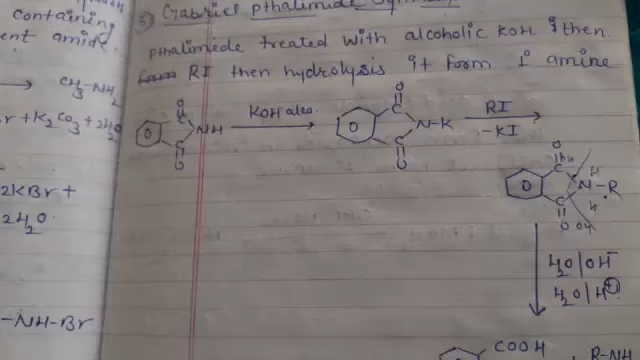 containing
ent amide.
5) Gabriel pthalimide
pthalimide treated with alcoholic KOH & then
RI then hydrolysis it form 1° amine
→ CH3-NH2
r + K2CO3 + 2H2O
2KBr +
2H2O
-NH-Br
O
C
NH
C
O
KOH alco.
O
C
N-K
C
O
RI
-KI
O
C
N-R
C
O
OH
H
H
H2O/OH-
H2O/H+
COOH
R-NH